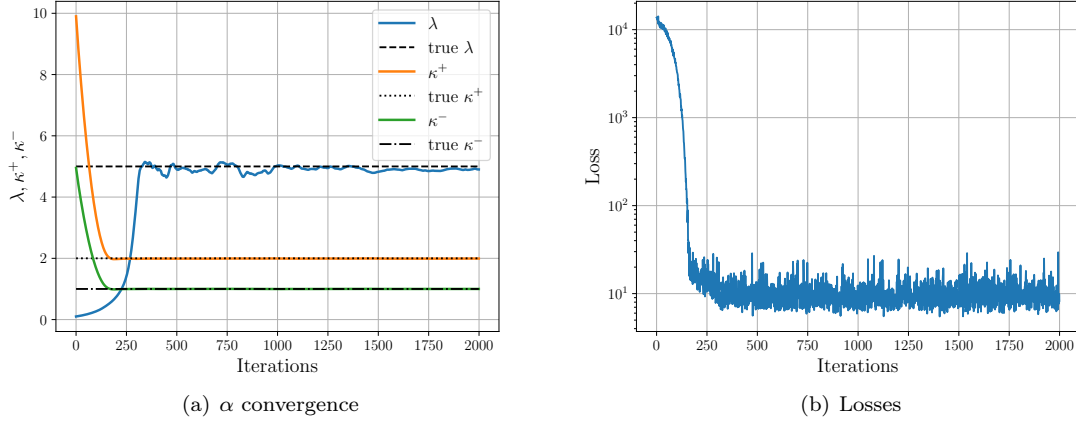 10
8
6
4
2
0
λ, κ⁺, κ⁻
λ
true λ
κ⁺
true κ⁺
κ⁻
true κ⁻
0 250 500 750 1000 1250 1500 1750 2000
Iterations
(a) α convergence
10⁴
10³
10²
10¹
Loss
0 250 500 750 1000 1250 1500 1750 2000
Iterations
(b) Losses